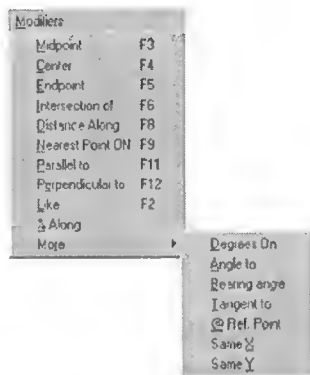 Modifiers
Midpoint F3
Center F4
Endpoint F5
Intersection of F6
Distance Along F8
Nearest Point ON F9
Parallel to F11
Perpendicular to F12
Like F2
% Along
More
Degrees On
Angle to
Bearing angle
Tangent to
@ Ref. Point
Same X
Same Y